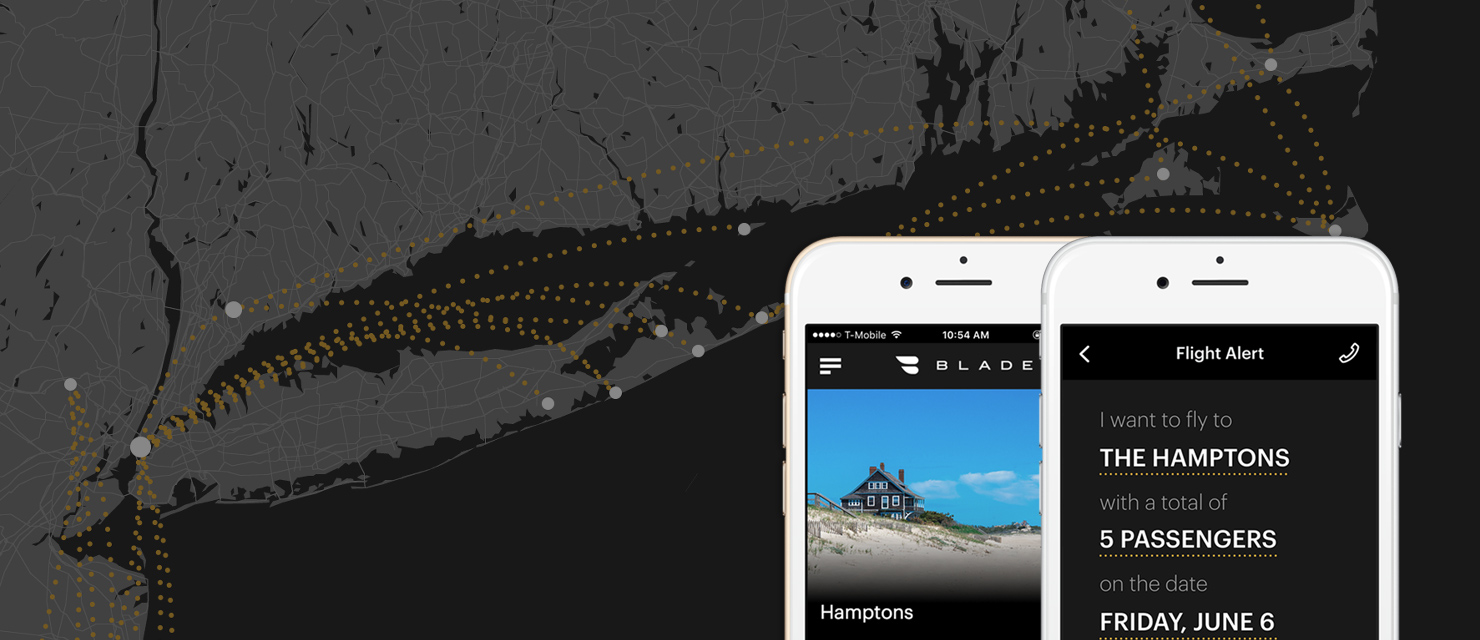 T-Mobile 10:54 AM
BLADE
Hamptons
Flight Alert
I want to fly to
THE HAMPTONS
with a total of
5 PASSENGERS
on the date
FRIDAY, JUNE 6